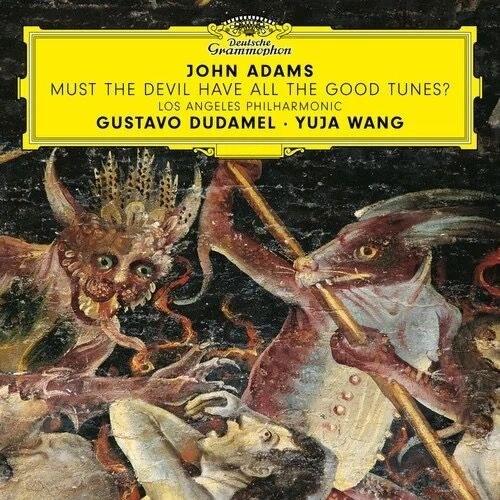 Deutsche
Grammophon
JOHN ADAMS
MUST THE DEVIL HAVE ALL THE GOOD TUNES?
LOS ANGELES PHILHARMONIC
GUSTAVO DUDAMEL · YUJA WANG